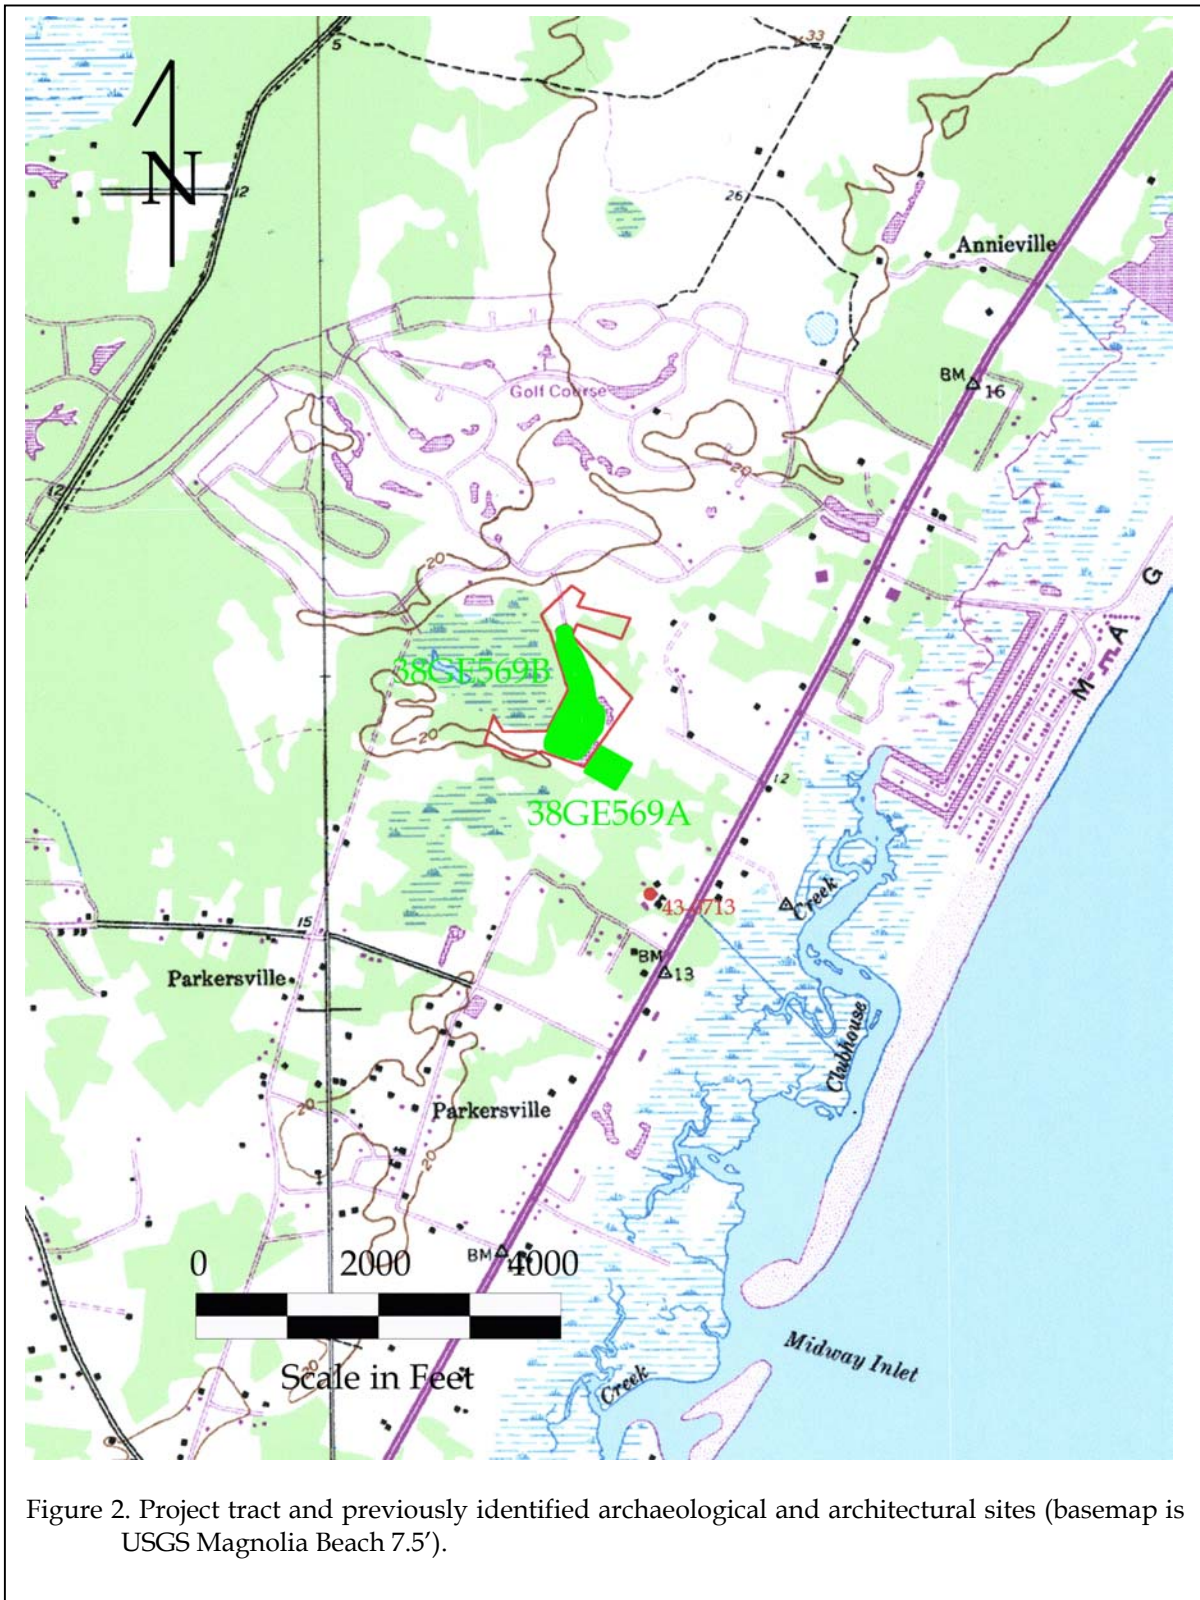 5
33
N
12
26
Annieville
BM
16
Golf Course
20
12
20
G
A
M
38GE569B
20
12
38GE569A
Creek
15
BM
13
Parkersville
Clubhouse
20
Parkersville
20
BM
0 2000 4000
Midway Inlet
Scale in Feet
20
Creek
Figure 2. Project tract and previously identified archaeological and architectural sites (basemap is
USGS Magnolia Beach 7.5’).